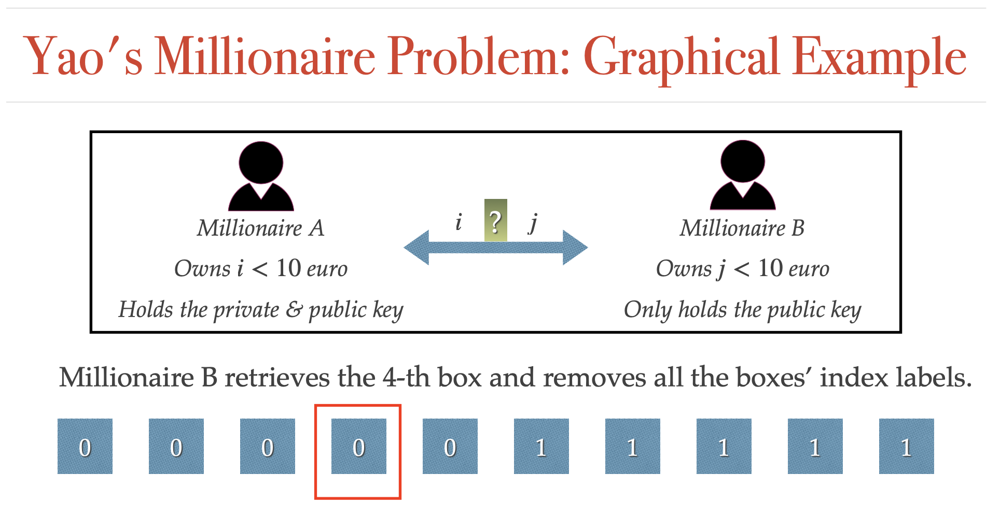 Yao's Millionaire Problem: Graphical Example
i ? j
Millionaire A
Millionaire B
Owns i < 10 euro
Owns j < 10 euro
Holds the private & public key
Only holds the public key
Millionaire B retrieves the 4-th box and removes all the boxes’ index labels.
0 0 0 0 0 1 1 1 1 1